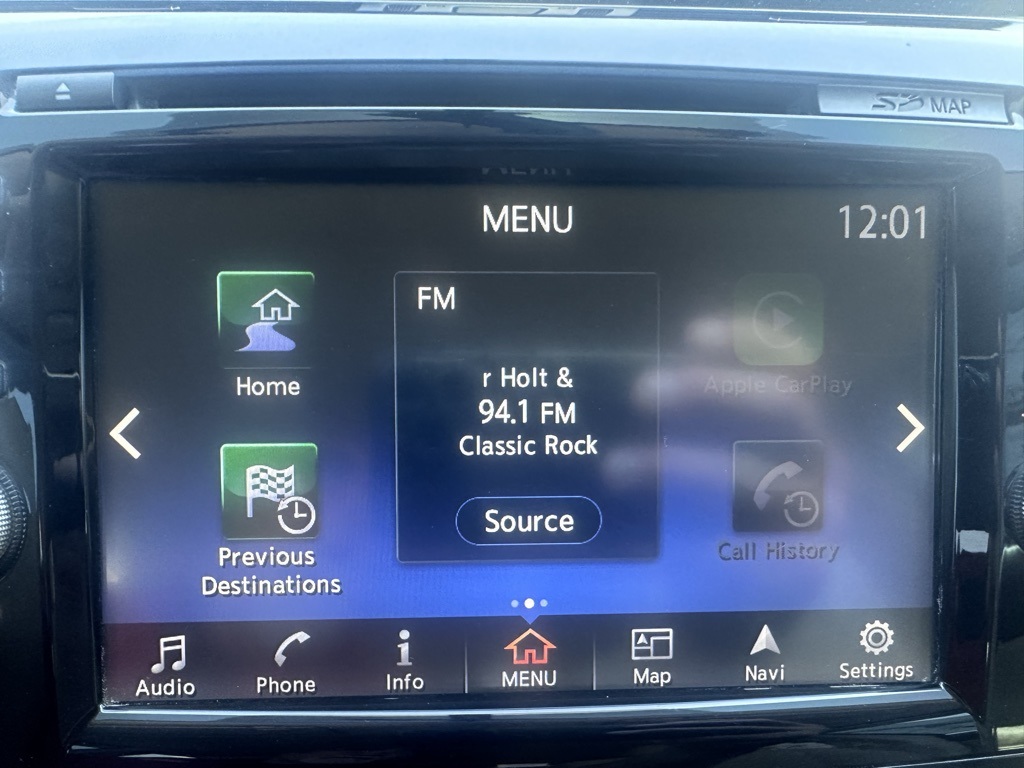 MAP
MENU
12:01
Home
FM
r Holt &
94.1 FM
Classic Rock
Source
Apple CarPlay
Previous
Destinations
Call History
Audio
Phone
Info
MENU
Map
Navi
Settings